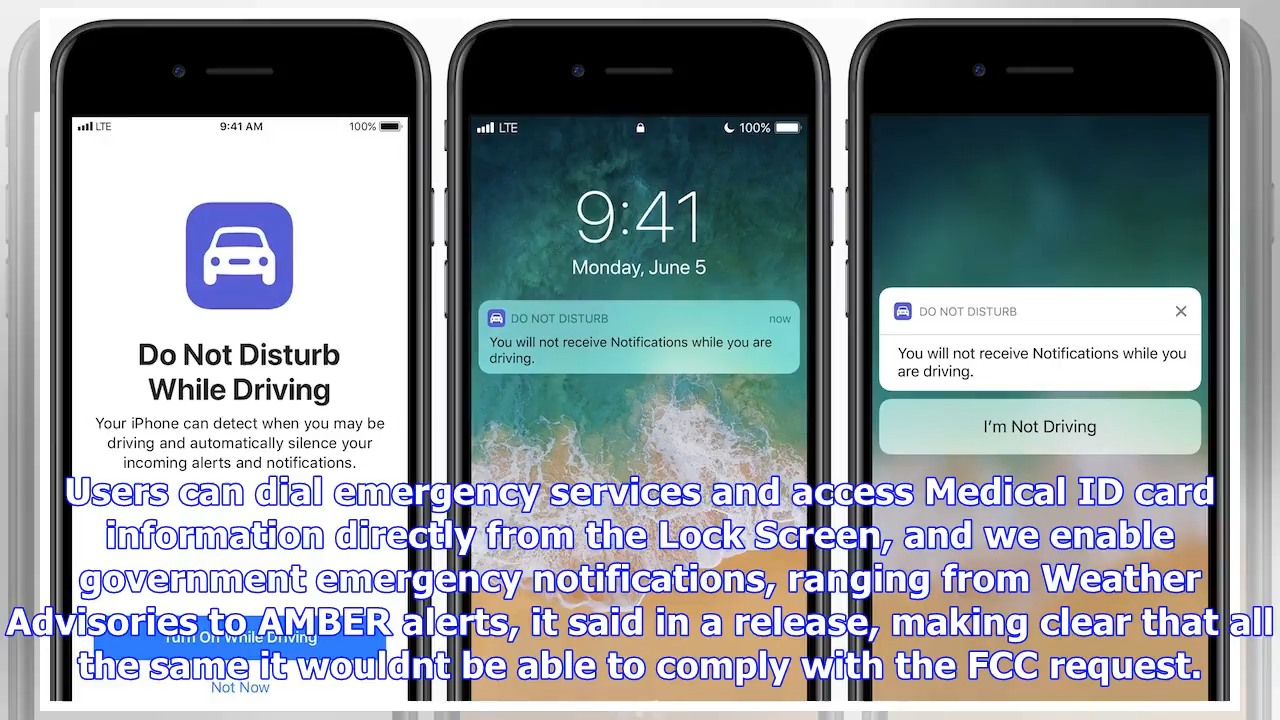 LTE
9:41 AM
100%
Do Not Disturb
While Driving
Your iPhone can detect when you may be
driving and automatically silence your
incoming alerts and notifications.
Turn On While Driving
Not Now
LTE
100%
9:41
Monday, June 5
DO NOT DISTURB
now
You will not receive Notifications while you are
driving.
DO NOT DISTURB
You will not receive Notifications while you
are driving.
I'm Not Driving
Users can dial emergency services and access Medical ID card
information directly from the Lock Screen, and we enable
government emergency notifications, ranging from Weather
Advisories to AMBER alerts, it said in a release, making clear that all
the same it wouldnt be able to comply with the FCC request.